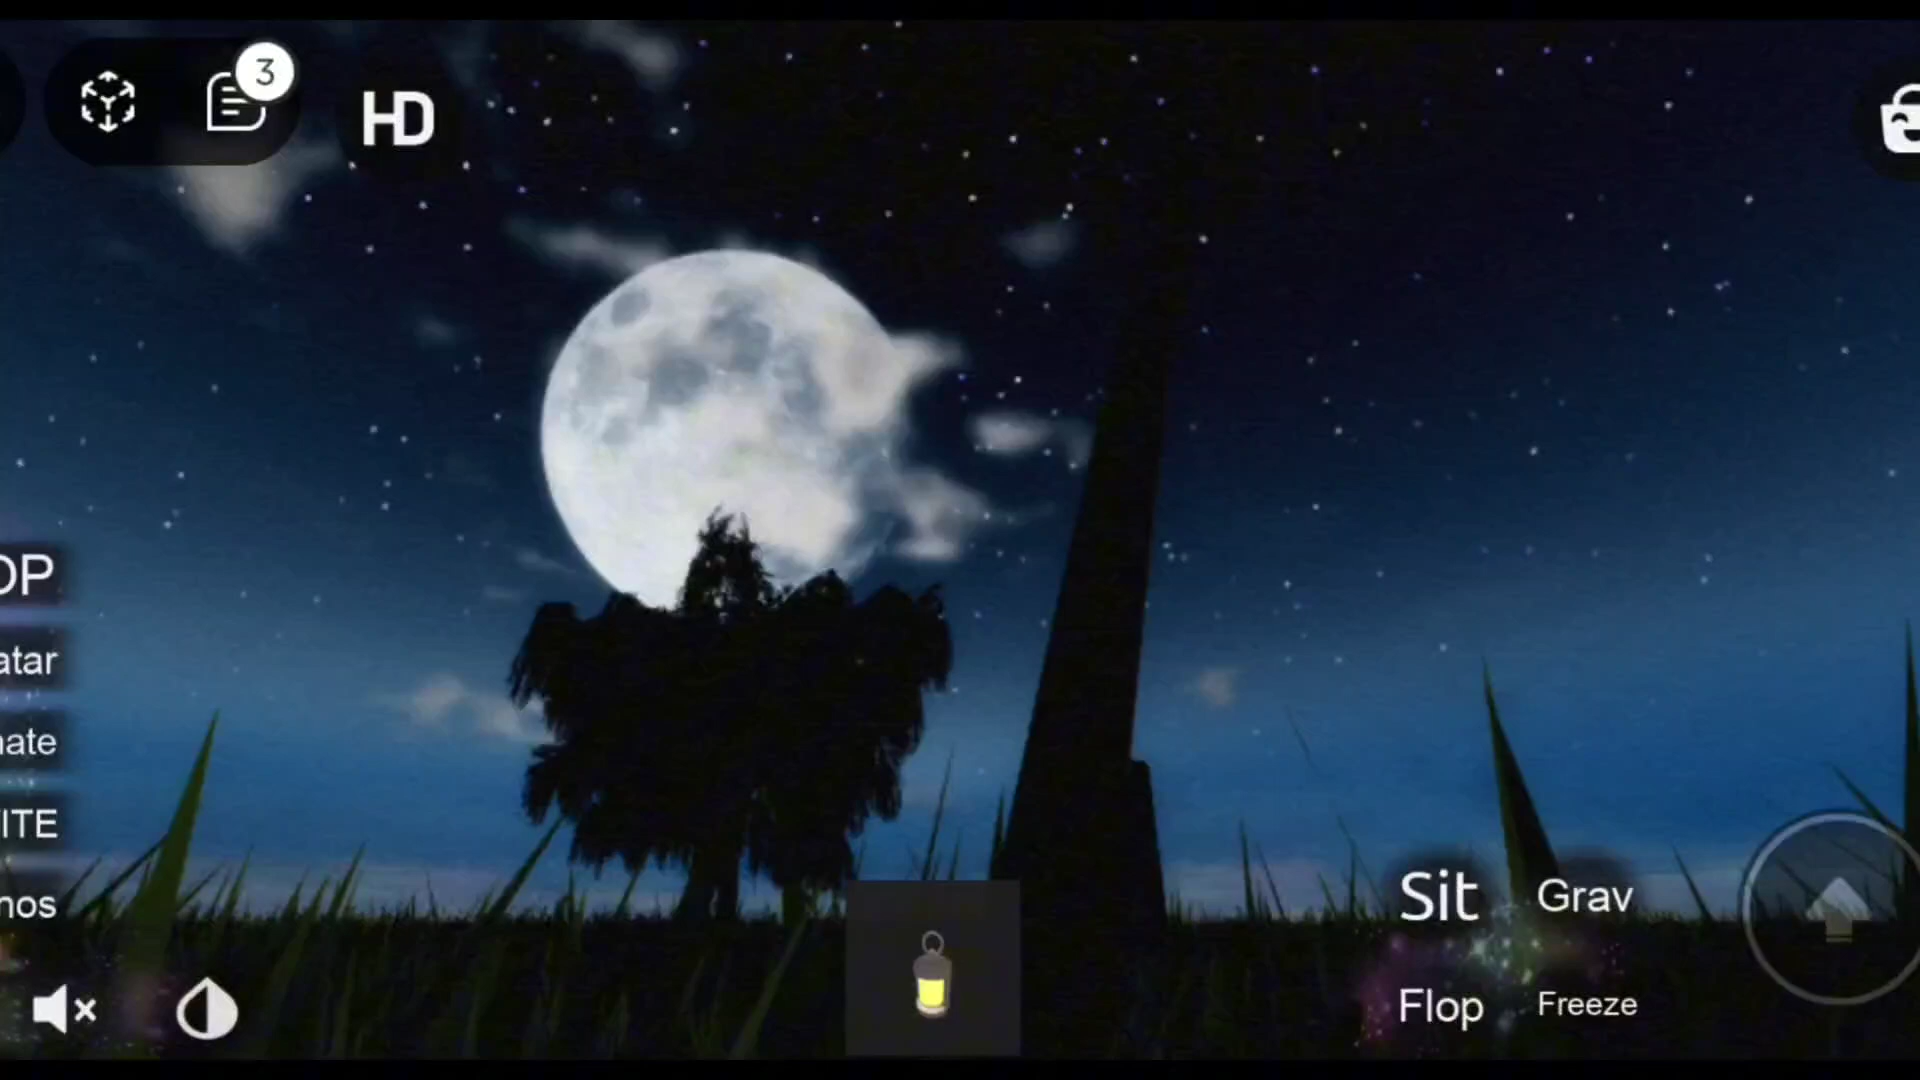 3
HD
OP
atar
nate
ITE
nos
Sit
Grav
Flop
Freeze